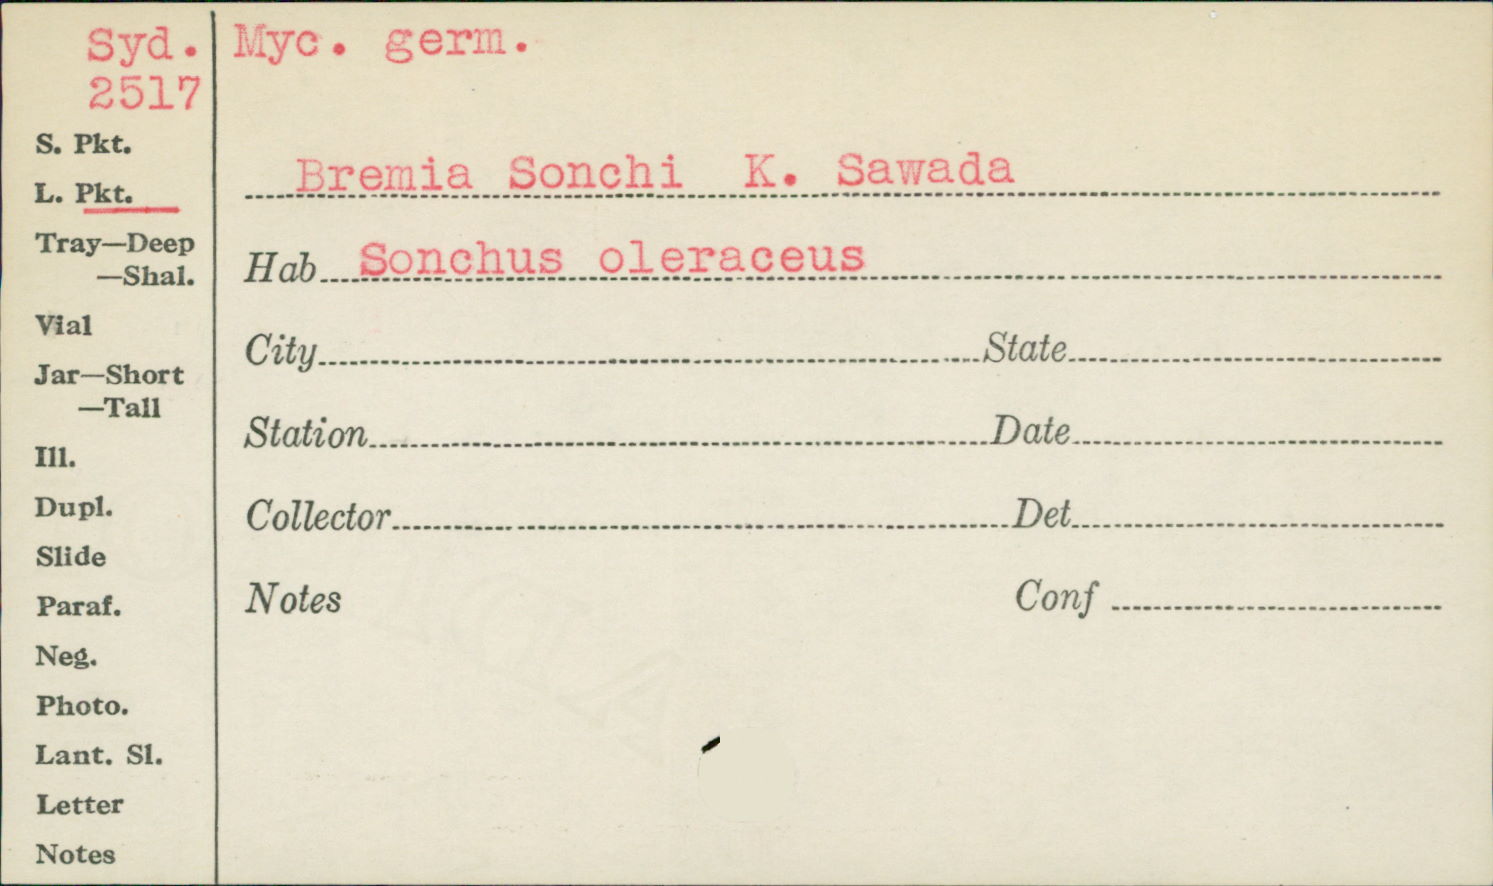 Syd. Myc. germ.
2517
S. Pkt.
L. Pkt.
Tray—Deep
—Shal.
Vial
Jar—Short
—Tall
Ill.
Dupl.
Slide
Paraf.
Neg.
Photo.
Lant. Sl.
Letter
Notes
Bremia Sonchi K. Sawada
Hab Sonchus oleraceus
City State
Station Date
Collector Det
Notes Conf